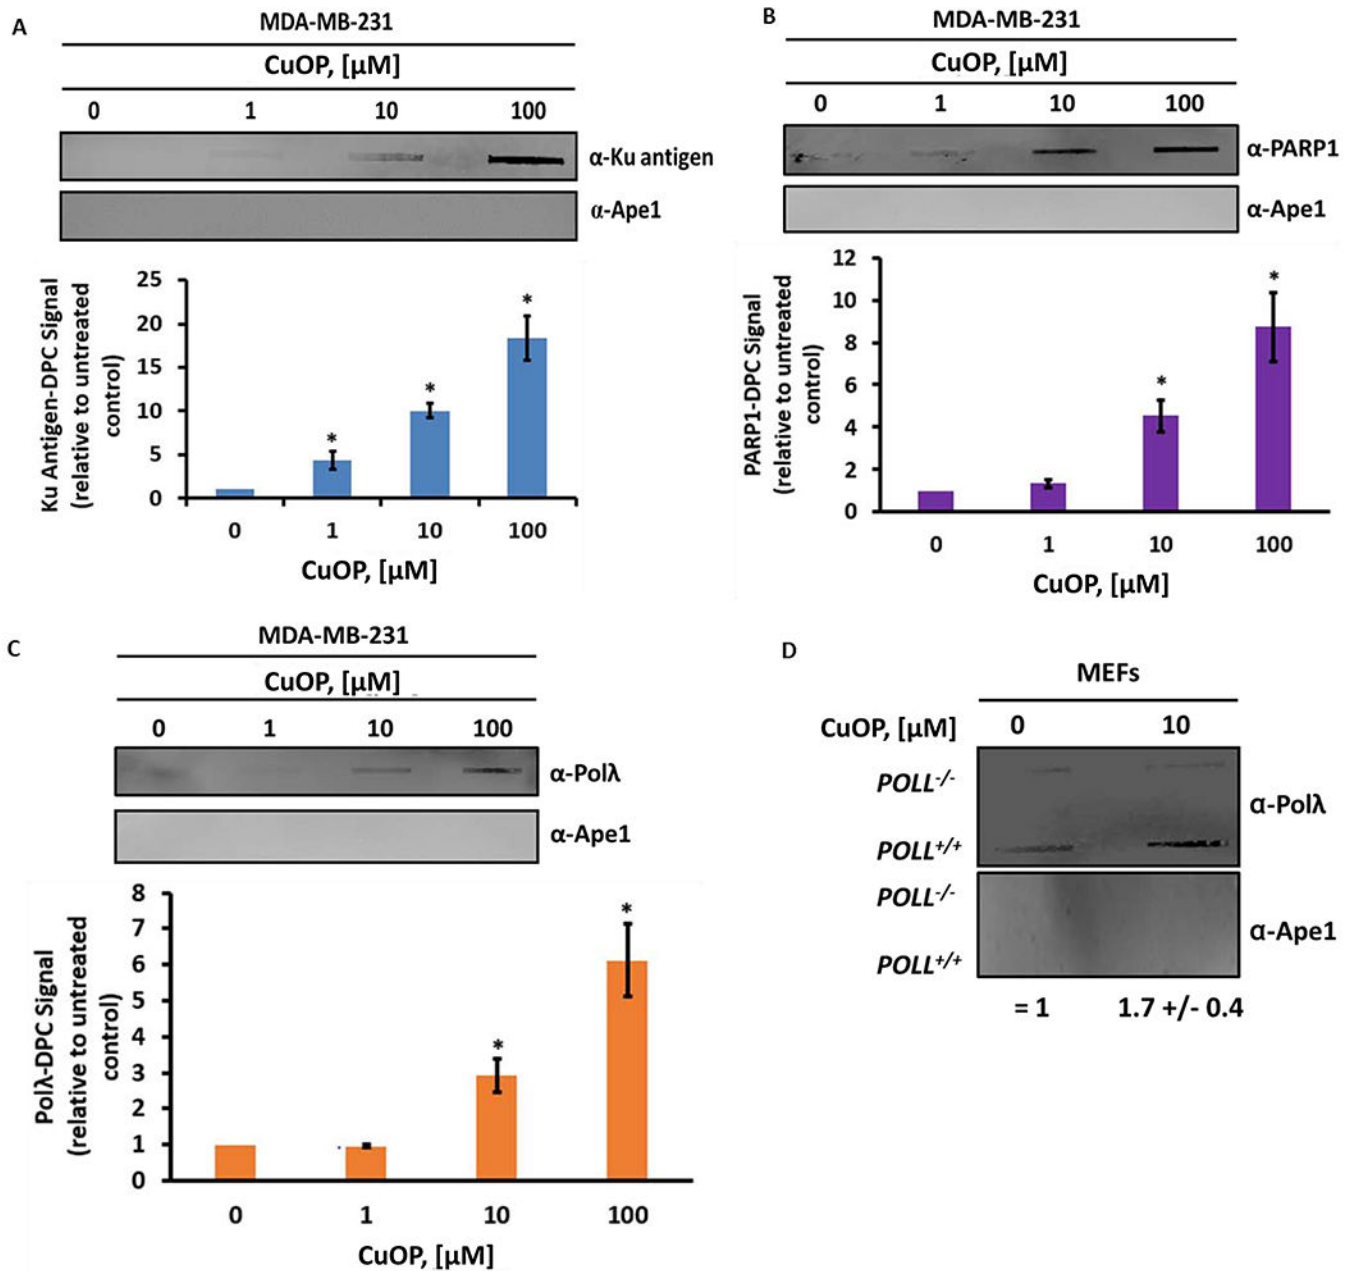 A
MDA-MB-231
CuOP, [µM]
0 1 10 100
α-Ku antigen
α-Ape1
Ku Antigen-DPC Signal
(relative to untreated
control)
25
20
15
10
5
0
* * *
0 1 10 100
CuOP, [µM]
B
MDA-MB-231
CuOP, [µM]
0 1 10 100
α-PARP1
α-Ape1
PARP1-DPC Signal
(relative to untreated
control)
12
10
8
6
4
2
0
* *
0 1 10 100
CuOP, [µM]
C
MDA-MB-231
CuOP, [µM]
0 1 10 100
α-Polλ
α-Ape1
Polλ-DPC Signal
(relative to untreated
control)
8
7
6
5
4
3
2
1
0
* *
0 1 10 100
CuOP, [µM]
D
MEFs
CuOP, [µM] 0 10
POLL-/-
POLL+/+
α-Polλ
POLL-/-
POLL+/+
α-Ape1
= 1 1.7 +/- 0.4